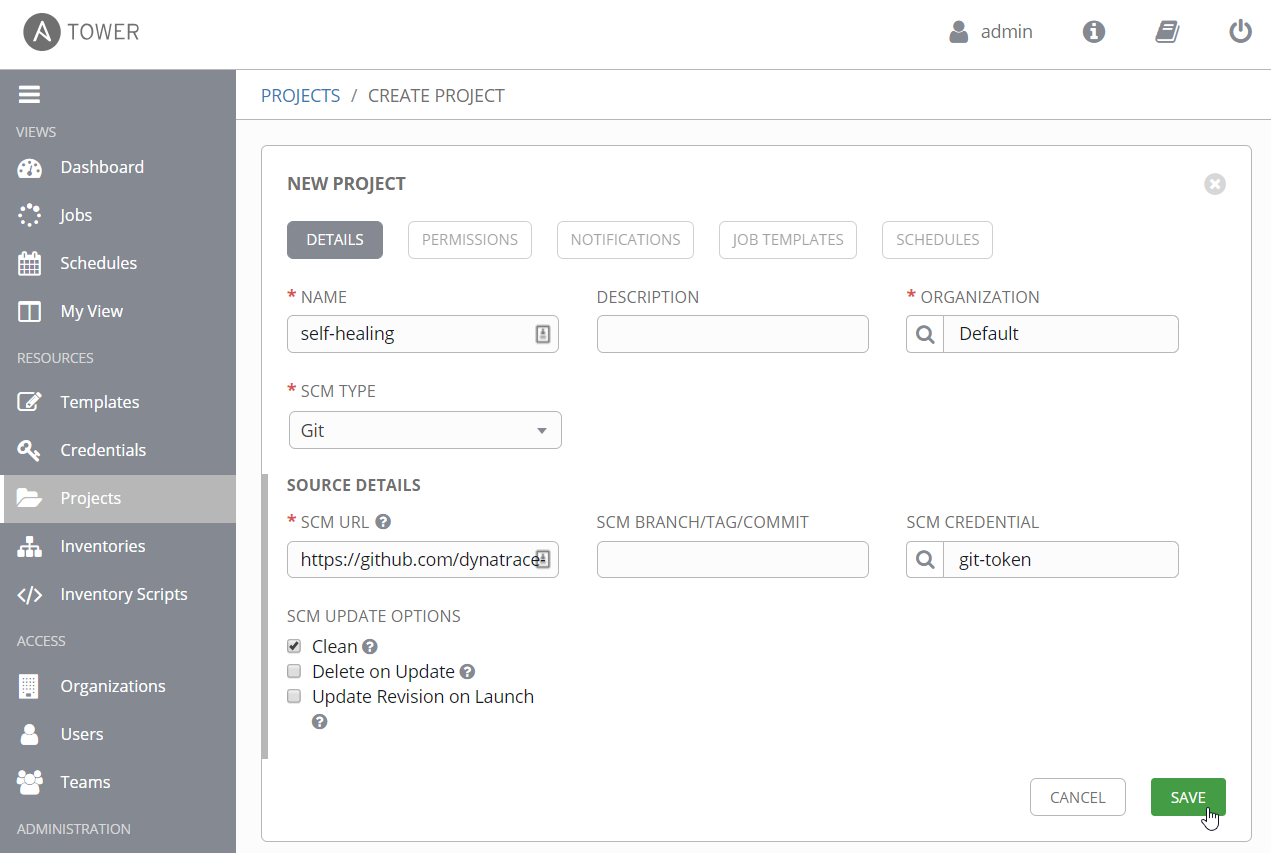 TOWER
admin
PROJECTS / CREATE PROJECT
VIEWS
Dashboard
Jobs
Schedules
My View
RESOURCES
Templates
Credentials
Projects
Inventories
Inventory Scripts
ACCESS
Organizations
Users
Teams
ADMINISTRATION
NEW PROJECT
DETAILS PERMISSIONS NOTIFICATIONS JOB TEMPLATES SCHEDULES
* NAME DESCRIPTION * ORGANIZATION
self-healing Default
* SCM TYPE
Git
SOURCE DETAILS
* SCM URL SCM BRANCH/TAG/COMMIT SCM CREDENTIAL
https://github.com/dynatrace- git-token
SCM UPDATE OPTIONS
Clean
Delete on Update
Update Revision on Launch
CANCEL SAVE